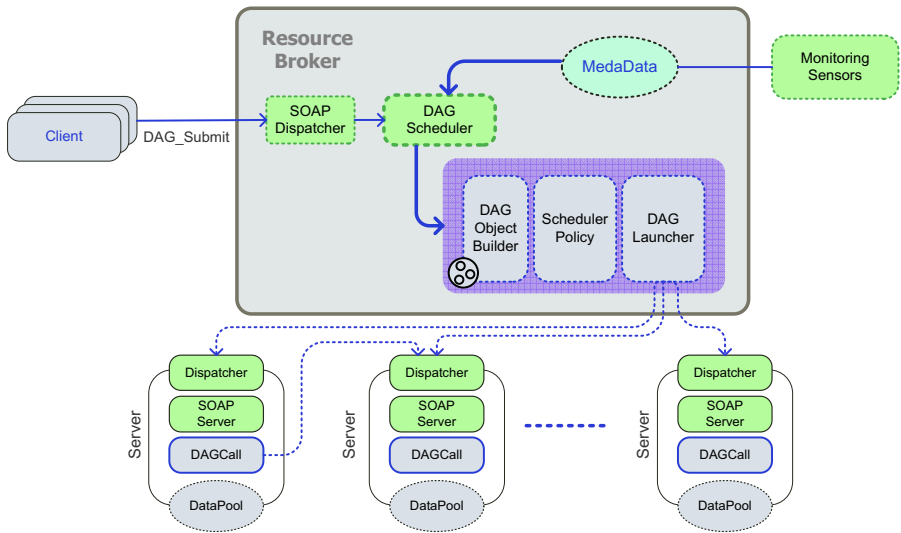 Resource
Broker
MedaData
Monitoring
Sensors
Client
DAG_Submit
SOAP
Dispatcher
DAG
Scheduler
DAG
Object
Builder
Scheduler
Policy
DAG
Launcher
Server
Dispatcher
SOAP
Server
DAGCall
DataPool
Server
Dispatcher
SOAP
Server
DAGCall
DataPool
Server
Dispatcher
SOAP
Server
DAGCall
DataPool